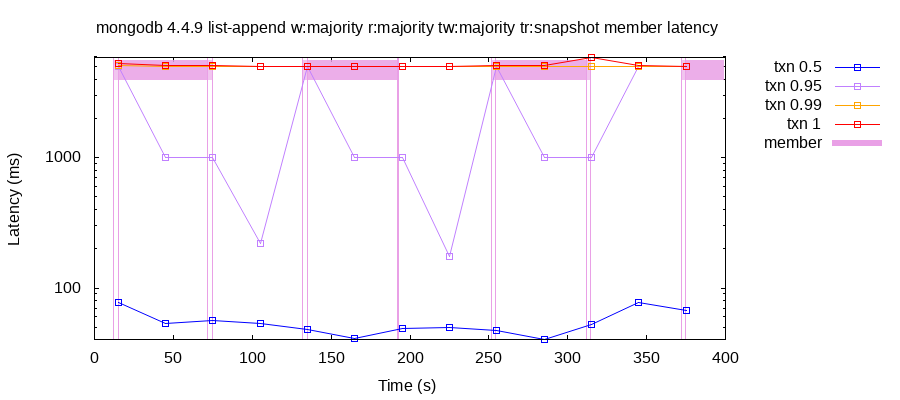 mongodb 4.4.9 list-append w:majority r:majority tw:majority tr:snapshot member latency
txn 0.5
txn 0.95
txn 0.99
txn 1
member
Latency (ms)
1000
100
0 50 100 150 200 250 300 350 400
Time (s)